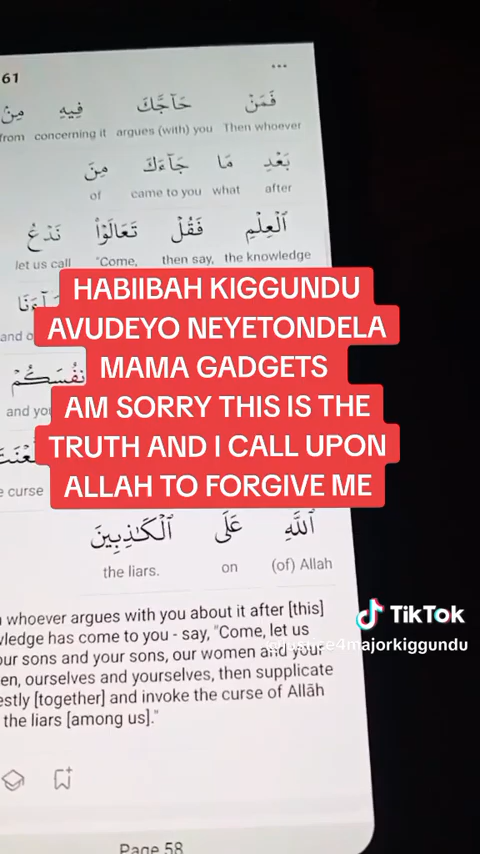 61
فَمَنْ حَآجَّكَ فِيهِ مِنْ
from concerning it argues (with) you Then whoever
بَعْدِ مَا جَآءَكَ مِنَ
of came to you what after
ٱلْعِلْمِ فَقُلْ تَعَالَوْا۟ نَدْعُ
let us call "Come, then say, the knowledge
HABIIBAH KIGGUNDU
AVUDEYO NEYETONDELA
MAMA GADGETS
AM SORRY THIS IS THE
TRUTH AND I CALL UPON
ALLAH TO FORGIVE ME
and
and
curse
ٱللَّهِ عَلَى ٱلْكَـٰذِبِينَ
the liars. on (of) Allah
whoever argues with you about it after [this]
has come to you - say, "Come, let us
our sons and your sons, our women and your
ourselves and yourselves, then supplicate
[together] and invoke the curse of Allāh
the liars [among us]."
Page 58
TikTok